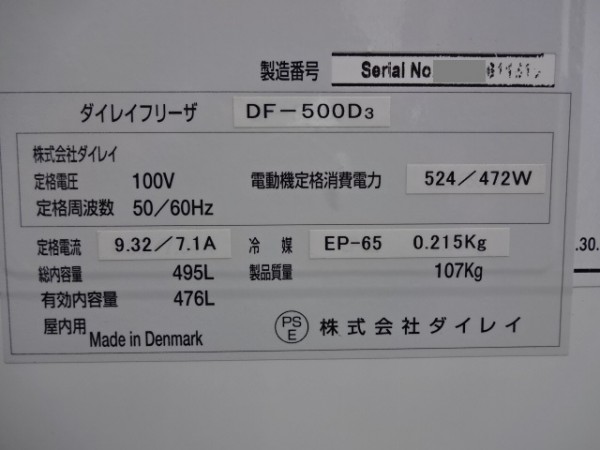 製造番号 Serial No
ダイレイフリーザ DF-500D3
株式会社ダイレイ
定格電圧 100V 電動機定格消費電力 524/472W
定格周波数 50/60Hz
定格電流 9.32/7.1A 冷媒 EP-65 0.215Kg
.30.
総内容量 495L 製品質量 107Kg
有効内容量 476L
屋内用 Made in Denmark PSE 株式会社ダイレイ